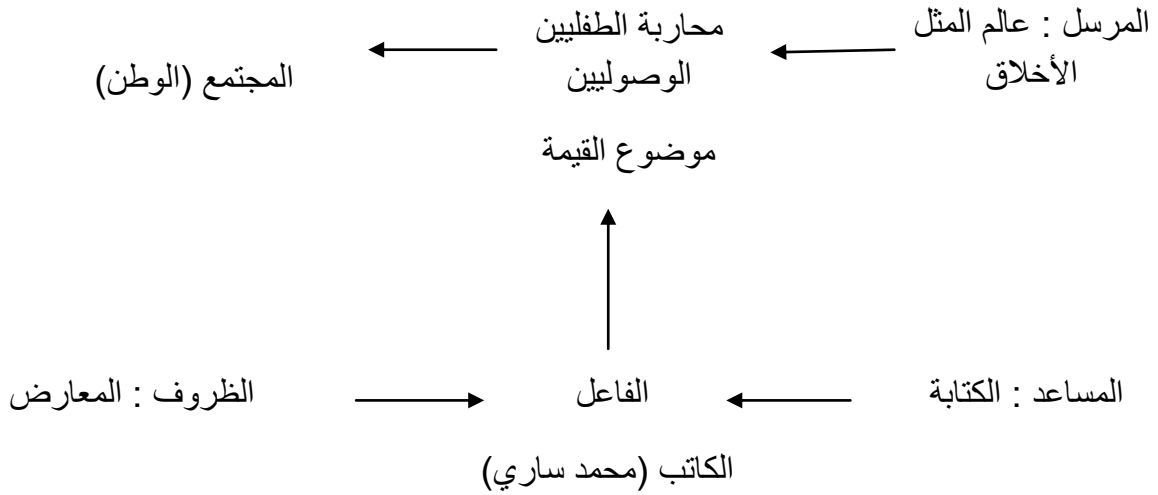 المرسل : عالم المثل
الأخلاق
محاربة الطفليين
الوصوليين
المجتمع (الوطن)
موضوع القيمة
المساعد : الكتابة
الفاعل
الظروف : المعارض
الكاتب (محمد ساري)